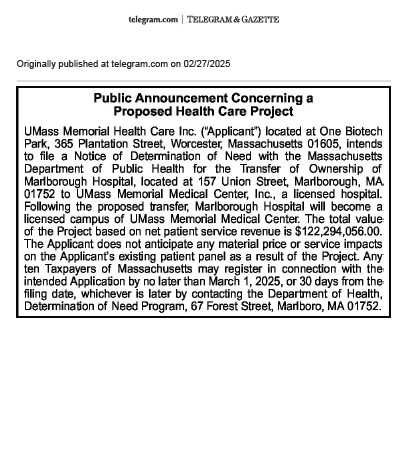 telegram.com | TELEGRAM & GAZETTE
Originally published at telegram.com on 02/27/2025
Public Announcement Concerning a
Proposed Health Care Project
UMass Memorial Health Care Inc. (“Applicant”) located at One Biotech
Park, 365 Plantation Street, Worcester, Massachusetts 01605, intends
to file a Notice of Determination of Need with the Massachusetts
Department of Public Health for the Transfer of Ownership of
Marlborough Hospital, located at 157 Union Street, Marlborough, MA
01752 to UMass Memorial Medical Center, Inc., a licensed hospital.
Following the proposed transfer, Marlborough Hospital will become a
licensed campus of UMass Memorial Medical Center. The total value
of the Project based on net patient service revenue is $122,294,056.00.
The Applicant does not anticipate any material price or service impacts
on the Applicant’s existing patient panel as a result of the Project. Any
ten Taxpayers of Massachusetts may register in connection with the
intended Application by no later than March 1, 2025, or 30 days from the
filing date, whichever is later by contacting the Department of Health,
Determination of Need Program, 67 Forest Street, Marlboro, MA 01752.